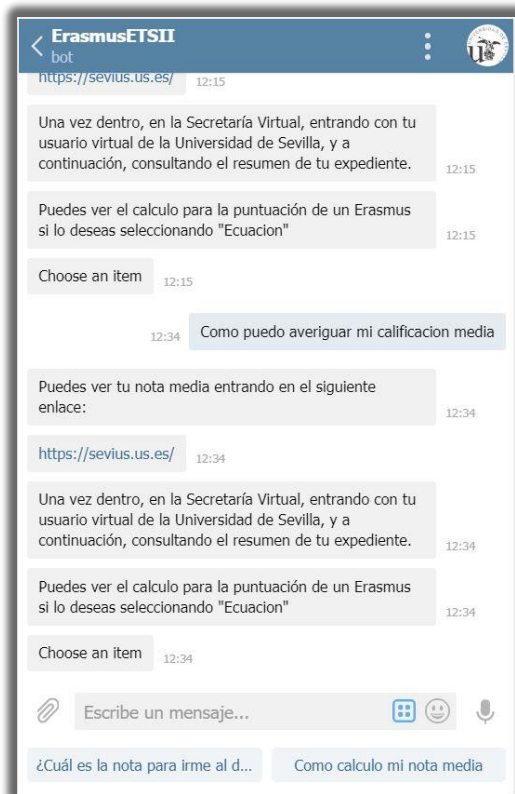 ErasmusETSII
bot
https://sevius.us.es/ 12:15
Una vez dentro, en la Secretaría Virtual, entrando con tu
usuario virtual de la Universidad de Sevilla, y a
continuación, consultando el resumen de tu expediente. 12:15
Puedes ver el calculo para la puntuación de un Erasmus
si lo deseas seleccionando "Ecuacion" 12:15
Choose an item 12:15
12:34 Como puedo averiguar mi calificacion media
Puedes ver tu nota media entrando en el siguiente
enlace: 12:34
https://sevius.us.es/ 12:34
Una vez dentro, en la Secretaría Virtual, entrando con tu
usuario virtual de la Universidad de Sevilla, y a
continuación, consultando el resumen de tu expediente. 12:34
Puedes ver el calculo para la puntuación de un Erasmus
si lo deseas seleccionando "Ecuacion" 12:34
Choose an item 12:34
Escribe un mensaje...
¿Cuál es la nota para irme al d... Como calculo mi nota media